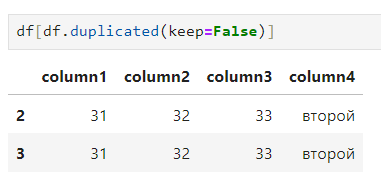 df[df.duplicated(keep=False)]
column1 column2 column3 column4
2 31 32 33 второй
3 31 32 33 второй